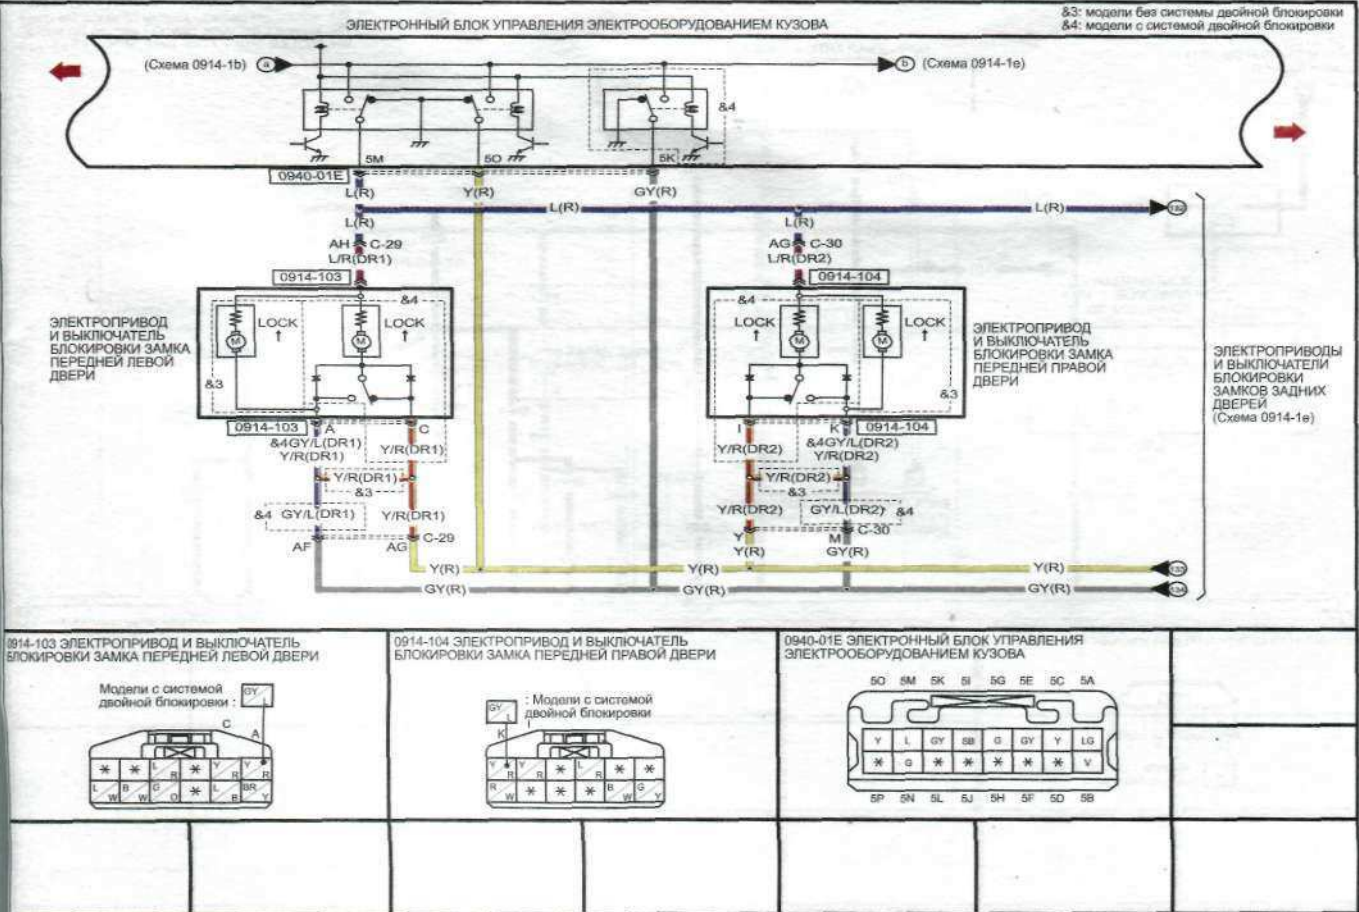 &3: модели без системы двойной блокировки
&4: модели с системой двойной блокировки
ЭЛЕКТРОННЫЙ БЛОК УПРАВЛЕНИЯ ЭЛЕКТРООБОРУДОВАНИЕМ КУЗОВА
(Схема 0914-1b) a
b (Схема 0914-1e)
&4
5M 5O 5K
0940-01E
L(R) Y(R) GY(R)
L(R) L(R)
L(R) L(R)
AH C-29 AG C-30
L/R(DR1) L/R(DR2)
0914-103 0914-104
&4 &4
LOCK LOCK LOCK LOCK
M M M M
&3 &3
ЭЛЕКТРОПРИВОД
И ВЫКЛЮЧАТЕЛЬ
БЛОКИРОВКИ ЗАМКА
ПЕРЕДНЕЙ ЛЕВОЙ
ДВЕРИ
ЭЛЕКТРОПРИВОД
И ВЫКЛЮЧАТЕЛЬ
БЛОКИРОВКИ ЗАМКА
ПЕРЕДНЕЙ ПРАВОЙ
ДВЕРИ
ЭЛЕКТРОПРИВОДЫ
И ВЫКЛЮЧАТЕЛИ
БЛОКИРОВКИ
ЗАМКОВ ЗАДНИХ
ДВЕРЕЙ
(Схема 0914-1e)
0914-103 A C I K 0914-104
&4GY/L(DR1) &4GY/L(DR2)
Y/R(DR1) Y/R(DR1) Y/R(DR2) Y/R(DR2)
Y/R(DR1) Y/R(DR2)
&3 &3
&4 GY/L(DR1) Y/R(DR1) Y/R(DR2) GY/L(DR2) &4
AF AG C-29 Y M C-30
Y(R) GY(R)
Y(R) Y(R) Y(R)
GY(R) GY(R) GY(R)
0914-103 ЭЛЕКТРОПРИВОД И ВЫКЛЮЧАТЕЛЬ
БЛОКИРОВКИ ЗАМКА ПЕРЕДНЕЙ ЛЕВОЙ ДВЕРИ
Модели с системой
двойной блокировки :
GY
C A
* * L/R * Y/R Y/R
L/W B/W G/O * L/B BR/Y
0914-104 ЭЛЕКТРОПРИВОД И ВЫКЛЮЧАТЕЛЬ
БЛОКИРОВКИ ЗАМКА ПЕРЕДНЕЙ ПРАВОЙ ДВЕРИ
: Модели с системой
двойной блокировки
GY
K I
Y/R Y/R * L/R * *
R/W * * * B/W G/Y
0940-01E ЭЛЕКТРОННЫЙ БЛОК УПРАВЛЕНИЯ
ЭЛЕКТРООБОРУДОВАНИЕМ КУЗОВА
5O 5M 5K 5I 5G 5E 5C 5A
Y L GY SB G GY Y LG
* G * * * * * V
5P 5N 5L 5J 5H 5F 5D 5B